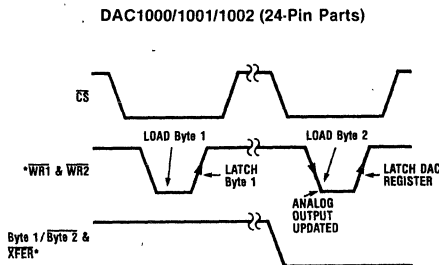 DAC1000/1001/1002 (24-Pin Parts)
CS
LOAD Byte 1
LOAD Byte 2
*WR1 & WR2
LATCH
Byte 1
LATCH DAC
REGISTER
ANALOG
OUTPUT
UPDATED
Byte 1/Byte 2 &
XFER*